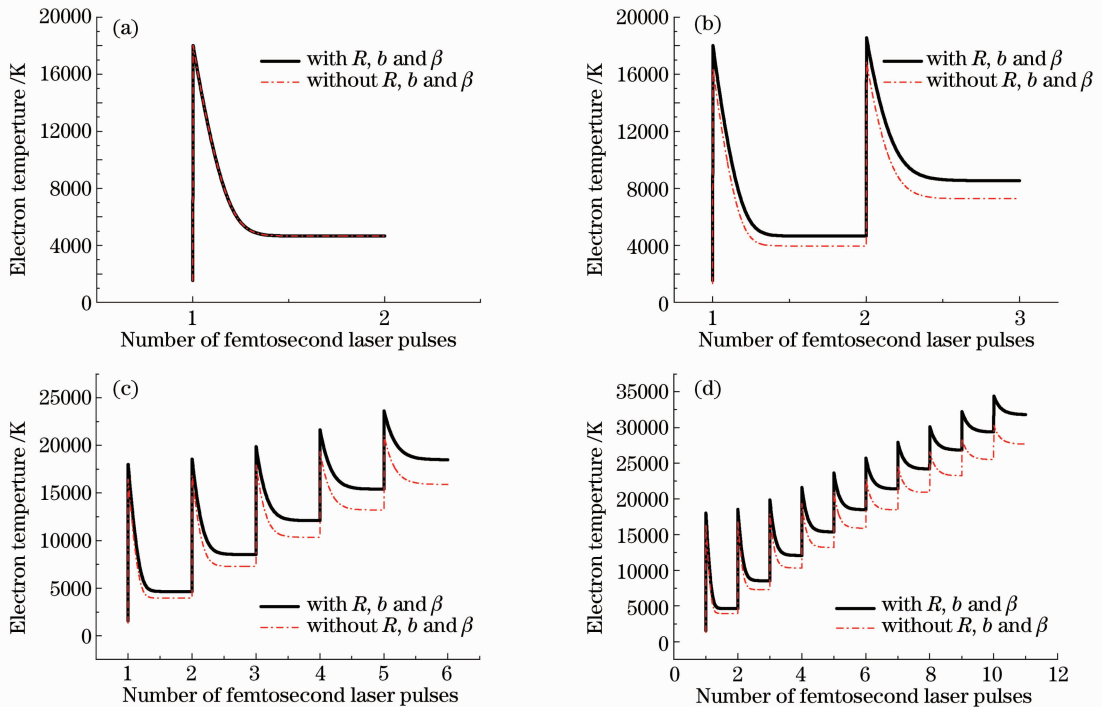 (a)
with R, b and β
without R, b and β
20000
16000
12000
8000
4000
0
Electron temperture /K
1
2
Number of femtosecond laser pulses
(b)
with R, b and β
without R, b and β
20000
16000
12000
8000
4000
0
Electron temperture /K
1
2
3
Number of femtosecond laser pulses
(c)
with R, b and β
without R, b and β
25000
20000
15000
10000
5000
0
Electron temperture /K
1
2
3
4
5
6
Number of femtosecond laser pulses
(d)
with R, b and β
without R, b and β
35000
30000
25000
20000
15000
10000
5000
0
Electron temperture /K
0
2
4
6
8
10
12
Number of femtosecond laser pulses